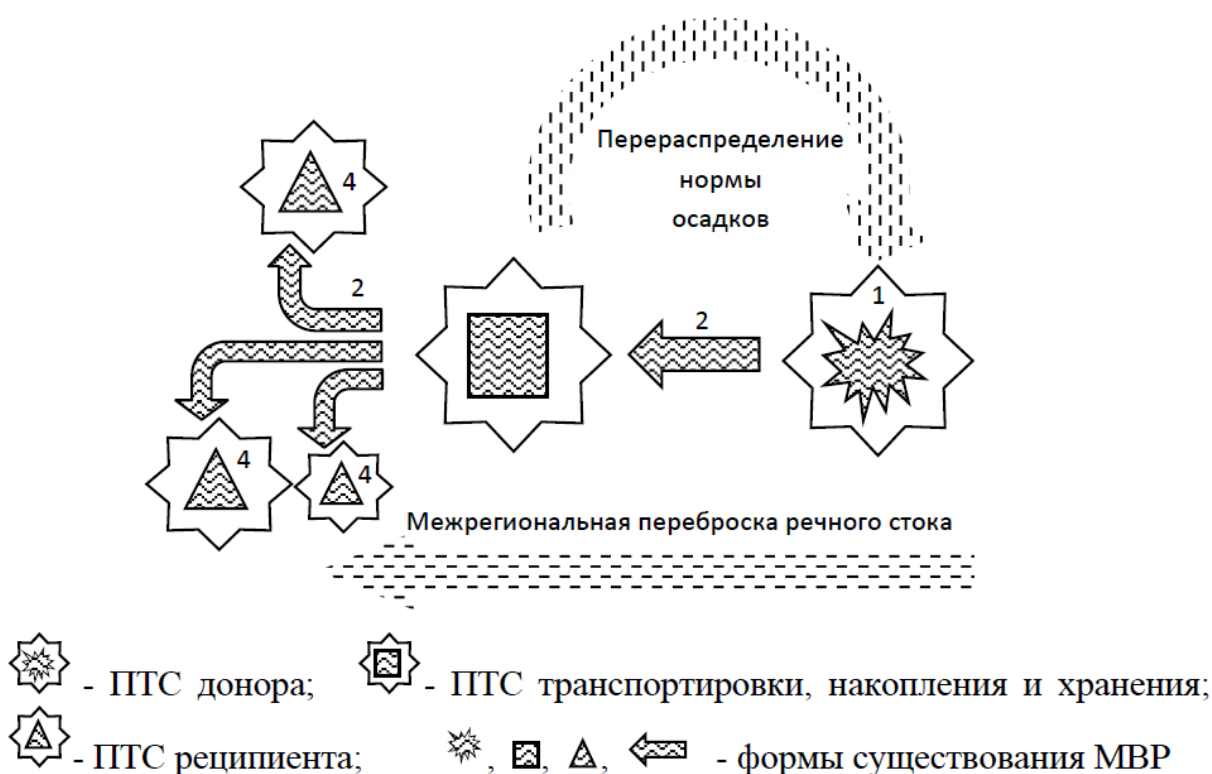 Перераспределение
нормы
осадков
4
2
2
1
4
4
Межрегиональная переброска речного стока
- ПТС донора; - ПТС транспортировки, накопления и хранения;
- ПТС реципиента; , , , - формы существования МВР